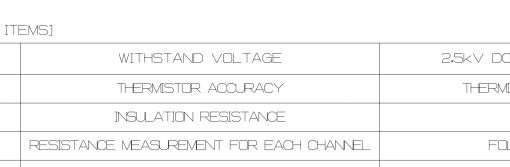 ITEMS]
WITHSTAND VOLTAGE 2.5kV DC
THERMISTOR ACCURACY
INSULATION RESISTANCE
RESISTANCE MEASUREMENT FOR EACH CHANNEL